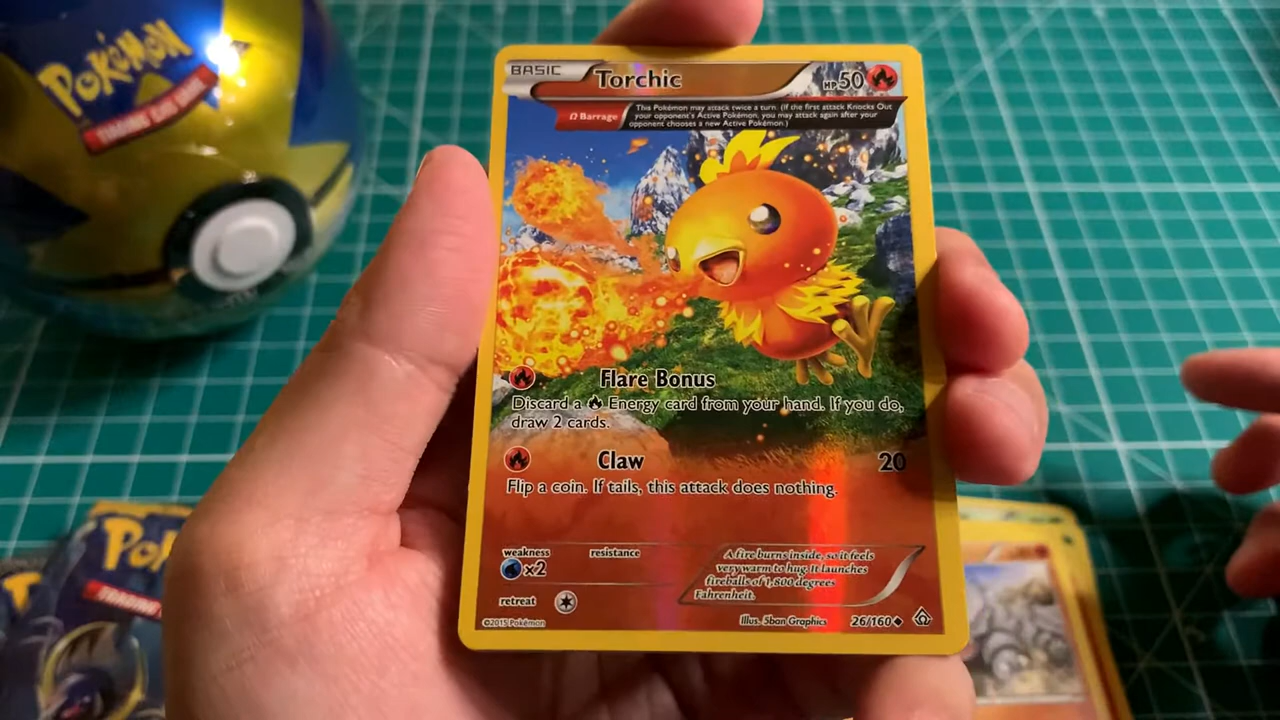 Pokémon
TRADING CARD GAME
BASIC
Torchic
HP50
Ω Barrage
This Pokémon may attack twice a turn. (If the first attack Knocks Out
your opponent's Active Pokémon, you may attack again after your
opponent chooses a new Active Pokémon.)
Flare Bonus
Discard a Energy card from your hand. If you do,
draw 2 cards.
Claw 20
Flip a coin. If tails, this attack does nothing.
weakness resistance
×2
retreat
A fire burns inside, so it feels
very warm to hug. It launches
fireballs of 1,800 degrees
Fahrenheit.
©2015 Pokémon
Illus. 5ban Graphics
26/160